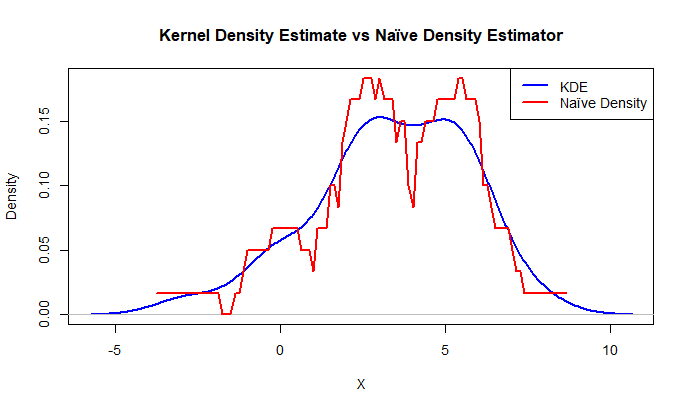 Kernel Density Estimate vs Naïve Density Estimator
KDE
Naïve Density
Density
0.00
0.05
0.10
0.15
-5
0
5
10
X